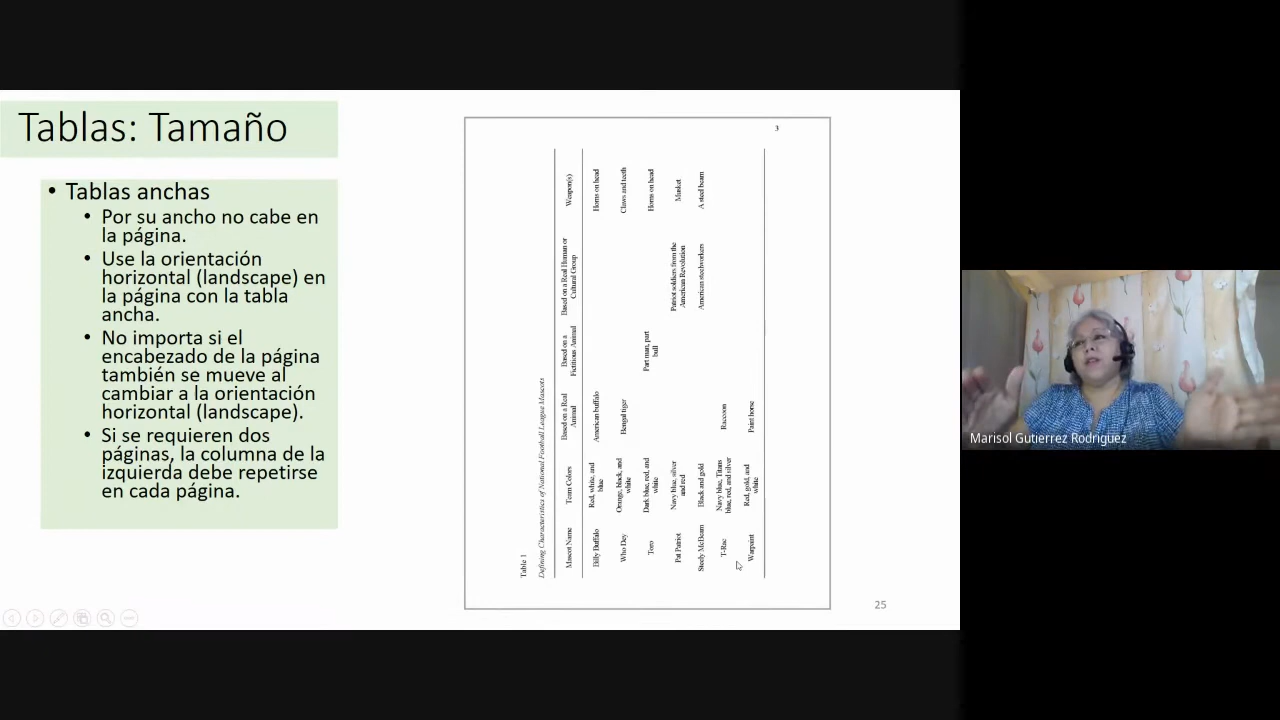 Tablas: Tamaño
• Tablas anchas
• Por su ancho no cabe en
la página.
• Use la orientación
horizontal (landscape) en
la página con la tabla
ancha.
• No importa si el
encabezado de la página
también se mueve al
cambiar a la orientación
horizontal (landscape).
• Si se requieren dos
páginas, la columna de la
izquierda debe repetirse
en cada página.
3
Table 1
Defining Characteristics of National Football League Mascots
Mascot Name
Team Colors
Based on a Real
Animal
Based on a
Fictitious Animal
Based on a Real Human or
Cultural Group
Weapon(s)
Billy Buffalo
Red, white, and
blue
American buffalo
Horns on head
Who Dey
Orange, black, and
white
Bengal tiger
Claws and teeth
Toro
Dark blue, red, and
white
Part man, part
bull
Horns on head
Pat Patriot
Navy blue, silver
and red
Patriot soldiers from the
American Revolution
Musket
Steely McBeam
Black and gold
American steelworkers
A steel beam
T-Rac
Navy blue, Titans
blue, red, and silver
Raccoon
Warpaint
Red, gold, and
white
Paint horse
25
Marisol Gutierrez Rodriguez